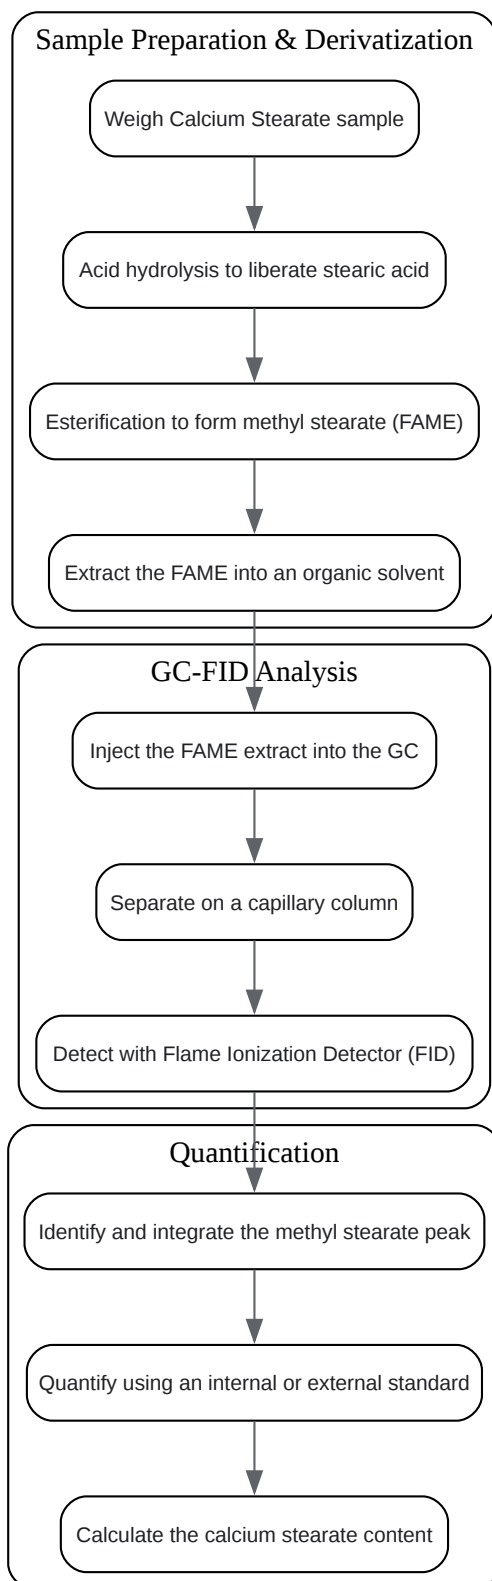 Sample Preparation & Derivatization
Weigh Calcium Stearate sample
Acid hydrolysis to liberate stearic acid
Esterification to form methyl stearate (FAME)
Extract the FAME into an organic solvent
GC-FID Analysis
Inject the FAME extract into the GC
Separate on a capillary column
Detect with Flame Ionization Detector (FID)
Quantification
Identify and integrate the methyl stearate peak
Quantify using an internal or external standard
Calculate the calcium stearate content